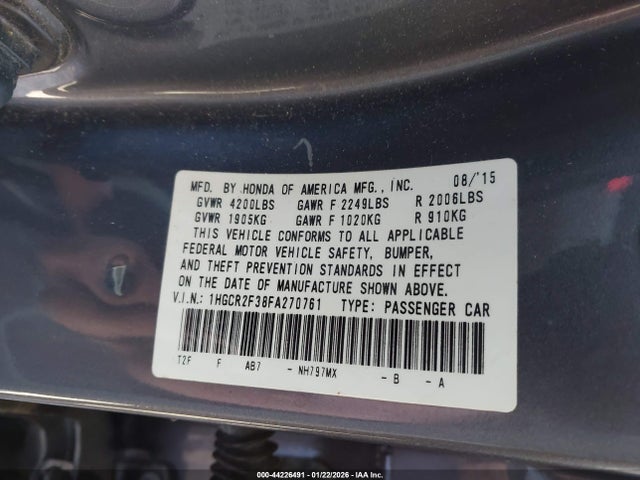 MFD. BY HONDA OF AMERICA MFG., INC. 08/'15
GVWR 4200LBS GAWR F 2249LBS R 2006LBS
GVWR 1905KG GAWR F 1020KG R 910KG
THIS VEHICLE CONFORMS TO ALL APPLICABLE
FEDERAL MOTOR VEHICLE SAFETY, BUMPER,
AND THEFT PREVENTION STANDARDS IN EFFECT
ON THE DATE OF MANUFACTURE SHOWN ABOVE.
V.I.N.: 1HGCR2F38FA270761 TYPE: PASSENGER CAR
T2F F AB7 - NH797MX - B - A
000-44226491 - 01/22/2026 - IAA Inc.